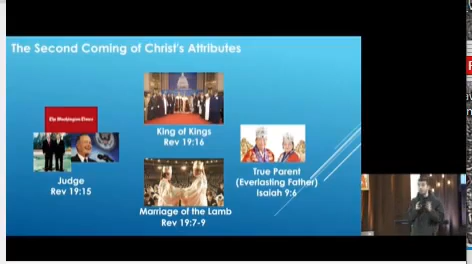 The Second Coming of Christ's Attributes
The Washington Times
Judge
Rev 19:15
King of Kings
Rev 19:16
Marriage of the Lamb
Rev 19:7-9
True Parent
(Everlasting Father)
Isaiah 9:6